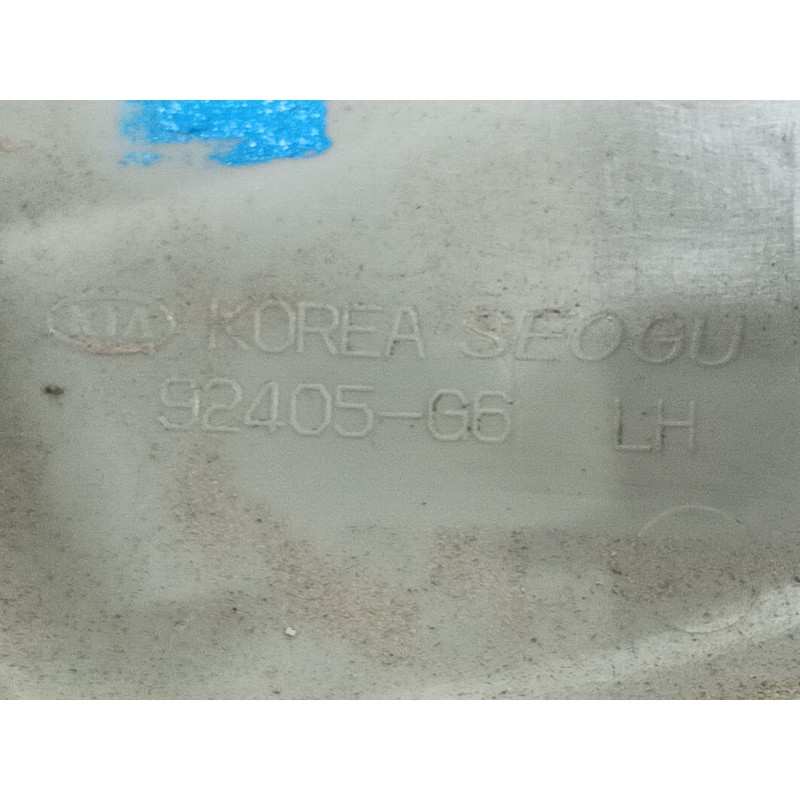 KIA KOREA SEOGU
92405-G6 LH